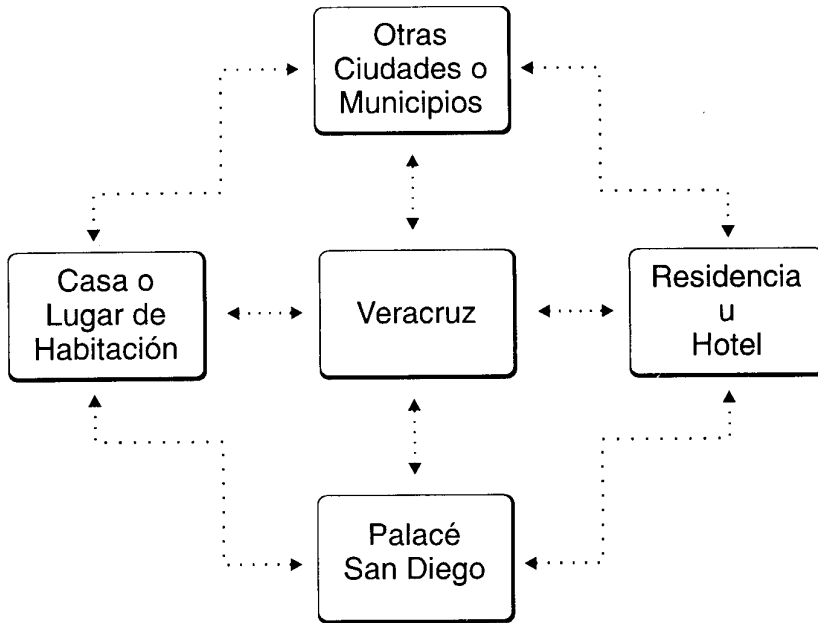 Otras
Ciudades o
Municipios
Casa o
Lugar de
Habitación
Veracruz
Residencia
u
Hotel
Palacé
San Diego